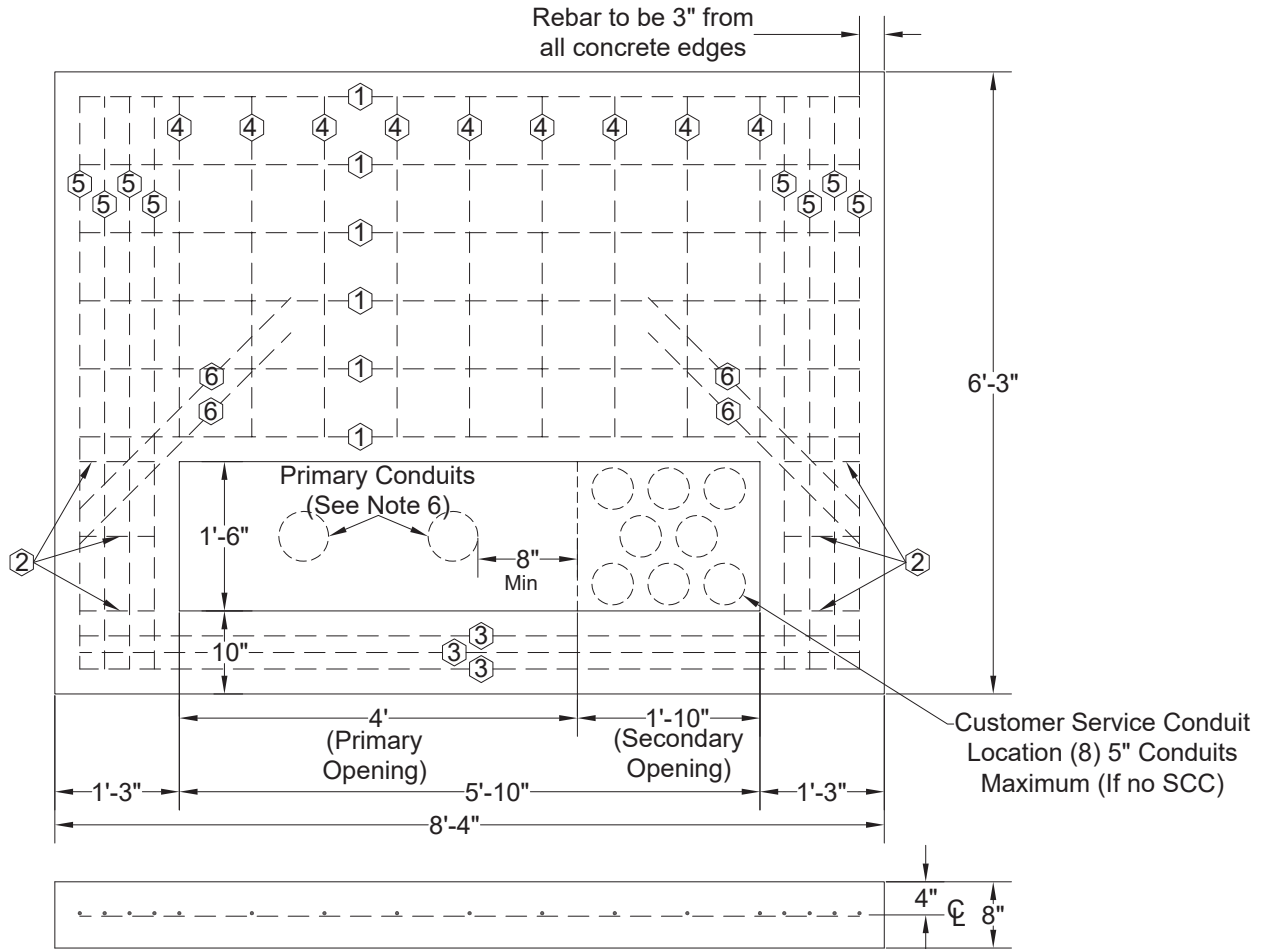 Rebar to be 3" from
all concrete edges
1
4 4 4 4 4 4 4 4 4
1
5 5 5 5
5 5 5 5
1
1
1
6 6
6 6
1
6'-3"
Primary Conduits
(See Note 6)
1'-6"
8"
Min
2 2
3
3
3
10"
4'
(Primary
Opening)
1'-10"
(Secondary
Opening)
Customer Service Conduit
Location (8) 5" Conduits
Maximum (If no SCC)
1'-3" 5'-10" 1'-3"
8'-4"
4" ℄ 8"